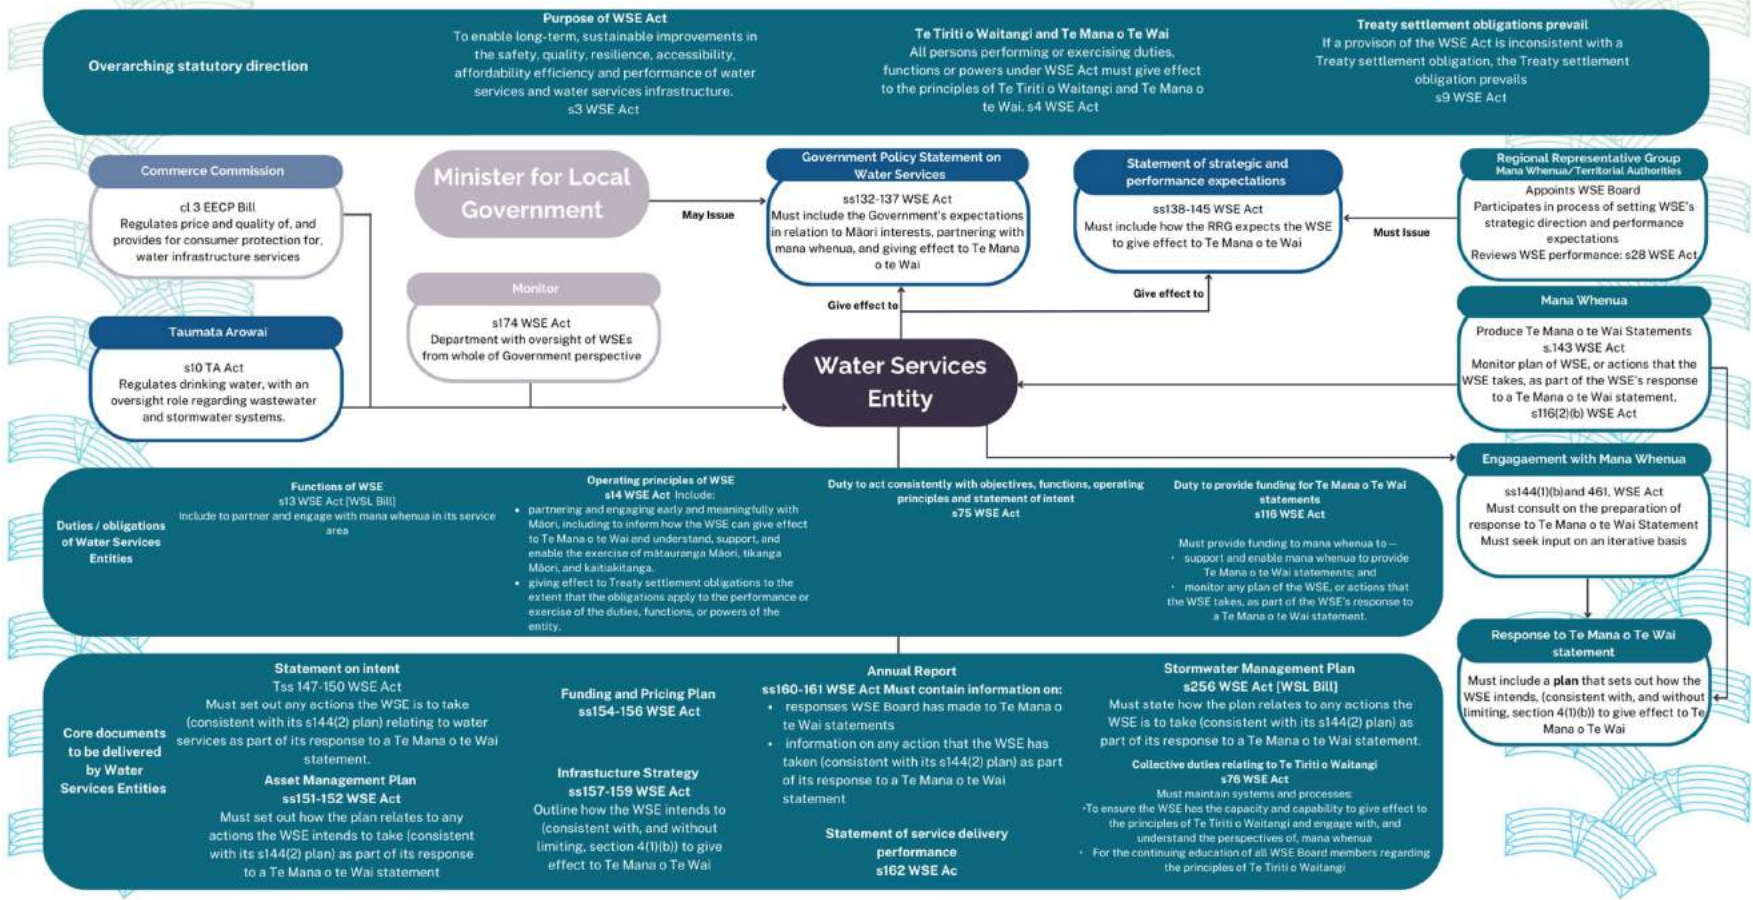 Overarching statutory direction
Purpose of WSE Act
To enable long-term, sustainable improvements in
the safety, quality, resilience, accessibility,
affordability efficiency and performance of water
services and water services infrastructure.
s3 WSE Act
Te Tiriti o Waitangi and Te Mana o Te Wai
All persons performing or exercising duties,
functions or powers under WSE Act must give effect
to the principles of Te Tiriti o Waitangi and Te Mana o
te Wai. s4 WSE Act
Treaty settlement obligations prevail
If a provison of the WSE Act is inconsistent with a
Treaty settlement obligation, the Treaty settlement
obligation prevails
s9 WSE Act
Commerce Commission
cl 3 EECP Bill
Regulates price and quality of, and
provides for consumer protection for,
water infrastructure services
Minister for Local
Government
May Issue
Government Policy Statement on
Water Services
ss132-137 WSE Act
Must include the Government's expectations
in relation to Māori interests, partnering with
mana whenua, and giving effect to Te Mana
o te Wai
Statement of strategic and
performance expectations
ss138-145 WSE Act
Must include how the RRG expects the WSE
to give effect to Te Mana o te Wai
Must Issue
Regional Representative Group
Mana Whenua/Territorial Authorities
Appoints WSE Board
Participates in process of setting WSE's
strategic direction and performance
expectations
Reviews WSE performance: s28 WSE Act
Monitor
s174 WSE Act
Department with oversight of WSEs
from whole of Government perspective
Give effect to
Give effect to
Taumata Arowai
s10 TA Act
Regulates drinking water, with an
oversight role regarding wastewater
and stormwater systems.
Water Services
Entity
Mana Whenua
Produce Te Mana o te Wai Statements
s.143 WSE Act
Monitor plan of WSE, or actions that the
WSE takes, as part of the WSE's response
to a Te Mana o te Wai statement.
s116(2)(b) WSE Act
Engagaement with Mana Whenua
ss144(1)(b)and 461, WSE Act
Must consult on the preparation of
response to Te Mana o te Wai Statement
Must seek input on an iterative basis
Response to Te Mana o Te Wai
statement
Must include a plan that sets out how the
WSE intends, (consistent with, and without
limiting, section 4(1)(b)) to give effect to Te
Mana o Te Wai
Duties / obligations
of Water Services
Entities
Functions of WSE
s13 WSE Act [WSL Bill]
Include to partner and engage with mana whenua in its service
area
Operating principles of WSE
s14 WSE Act Include:
• partnering and engaging early and meaningfully with
Māori, including to inform how the WSE can give effect
to Te Mana o te Wai and understand, support, and
enable the exercise of mātauranga Māori, tikanga
Māori, and kaitiakitanga.
• giving effect to Treaty settlement obligations to the
extent that the obligations apply to the performance or
exercise of the duties, functions, or powers of the
entity.
Duty to act consistently with objectives, functions, operating
principles and statement of intent
s75 WSE Act
Duty to provide funding for Te Mana o Te Wai
statements
s116 WSE Act
Must provide funding to mana whenua to—
• support and enable mana whenua to provide
Te Mana o te Wai statements; and
• monitor any plan of the WSE, or actions that
the WSE takes, as part of the WSE's response to
a Te Mana o te Wai statement.
Core documents
to be delivered
by Water
Services Entities
Statement on intent
Tss 147-150 WSE Act
Must set out any actions the WSE is to take
(consistent with its s144(2) plan) relating to water
services as part of its response to a Te Mana o te Wai
statement.
Asset Management Plan
ss151-152 WSE Act
Must set out how the plan relates to any
actions the WSE intends to take (consistent
with its s144(2) plan) as part of its response
to a Te Mana o te Wai statement
Funding and Pricing Plan
ss154-156 WSE Act
Infrastucture Strategy
ss157-159 WSE Act
Outline how the WSE intends to
(consistent with, and without
limiting, section 4(1)(b)) to give
effect to Te Mana o Te Wai
Annual Report
ss160-161 WSE Act Must contain information on:
• responses WSE Board has made to Te Mana o
te Wai statements
• information on any action that the WSE has
taken (consistent with its s144(2) plan) as part
of its response to a Te Mana o te Wai
statement
Statement of service delivery
performance
s162 WSE Ac
Stormwater Management Plan
s256 WSE Act [WSL Bill]
Must state how the plan relates to any actions the
WSE is to take (consistent with its s144(2) plan) as
part of its response to a Te Mana o te Wai statement.
Collective duties relating to Te Tiriti o Waitangi
s76 WSE Act
Must maintain systems and processes:
•To ensure the WSE has the capacity and capability to give effect to
the principles of Te Tiriti o Waitangi and engage with, and
understand the perspectives of, mana whenua
• For the continuing education of all WSE Board members regarding
the principles of Te Tiriti o Waitangi